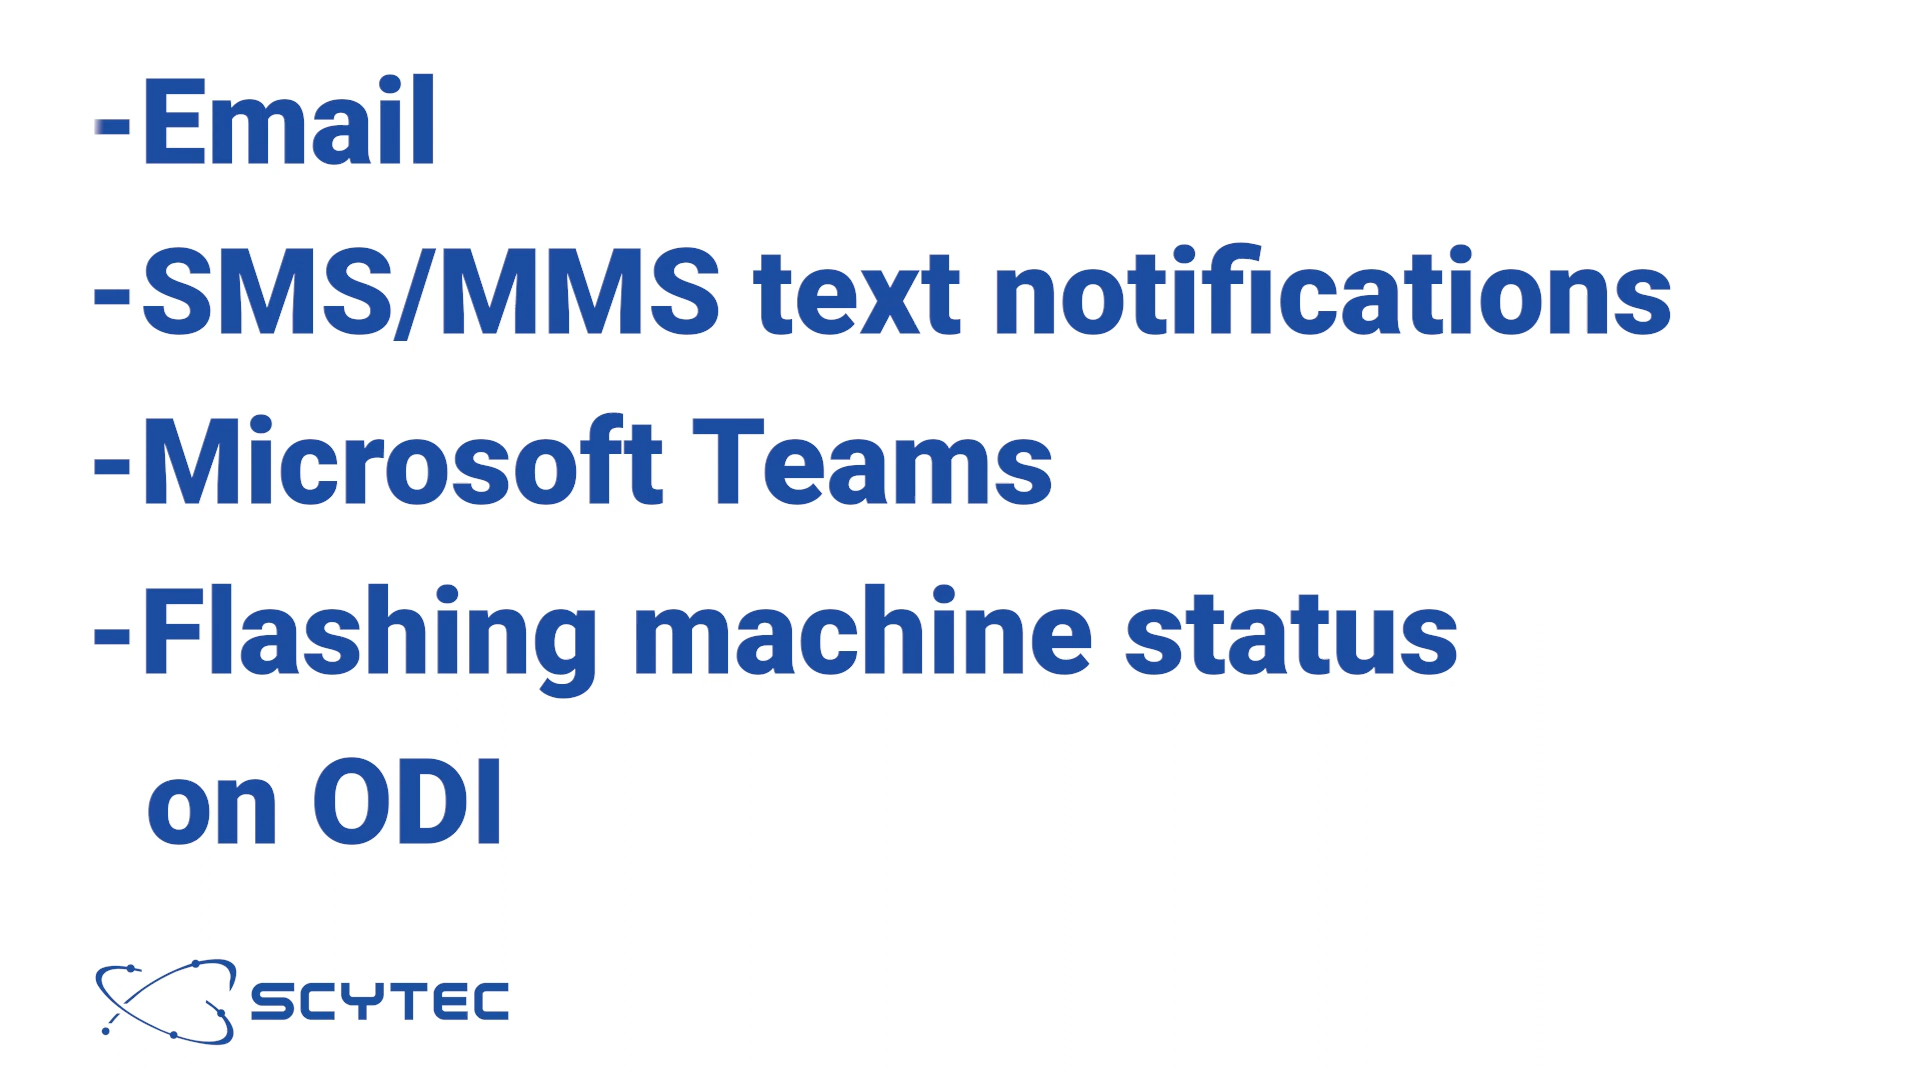 -Email
-SMS/MMS text notifications
-Microsoft Teams
-Flashing machine status
on ODI
SCYTEC